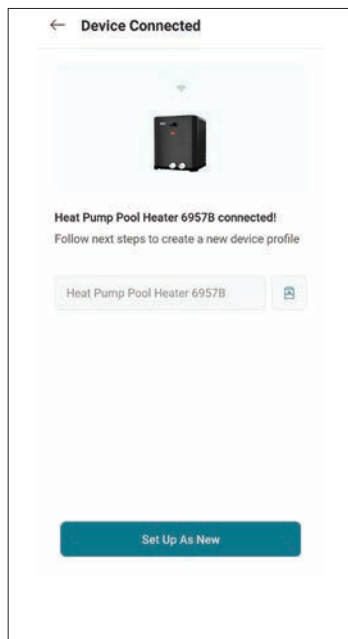 Device Connected
Heat Pump Pool Heater 6957B connected!
Follow next steps to create a new device profile
Heat Pump Pool Heater 6957B
Set Up As New